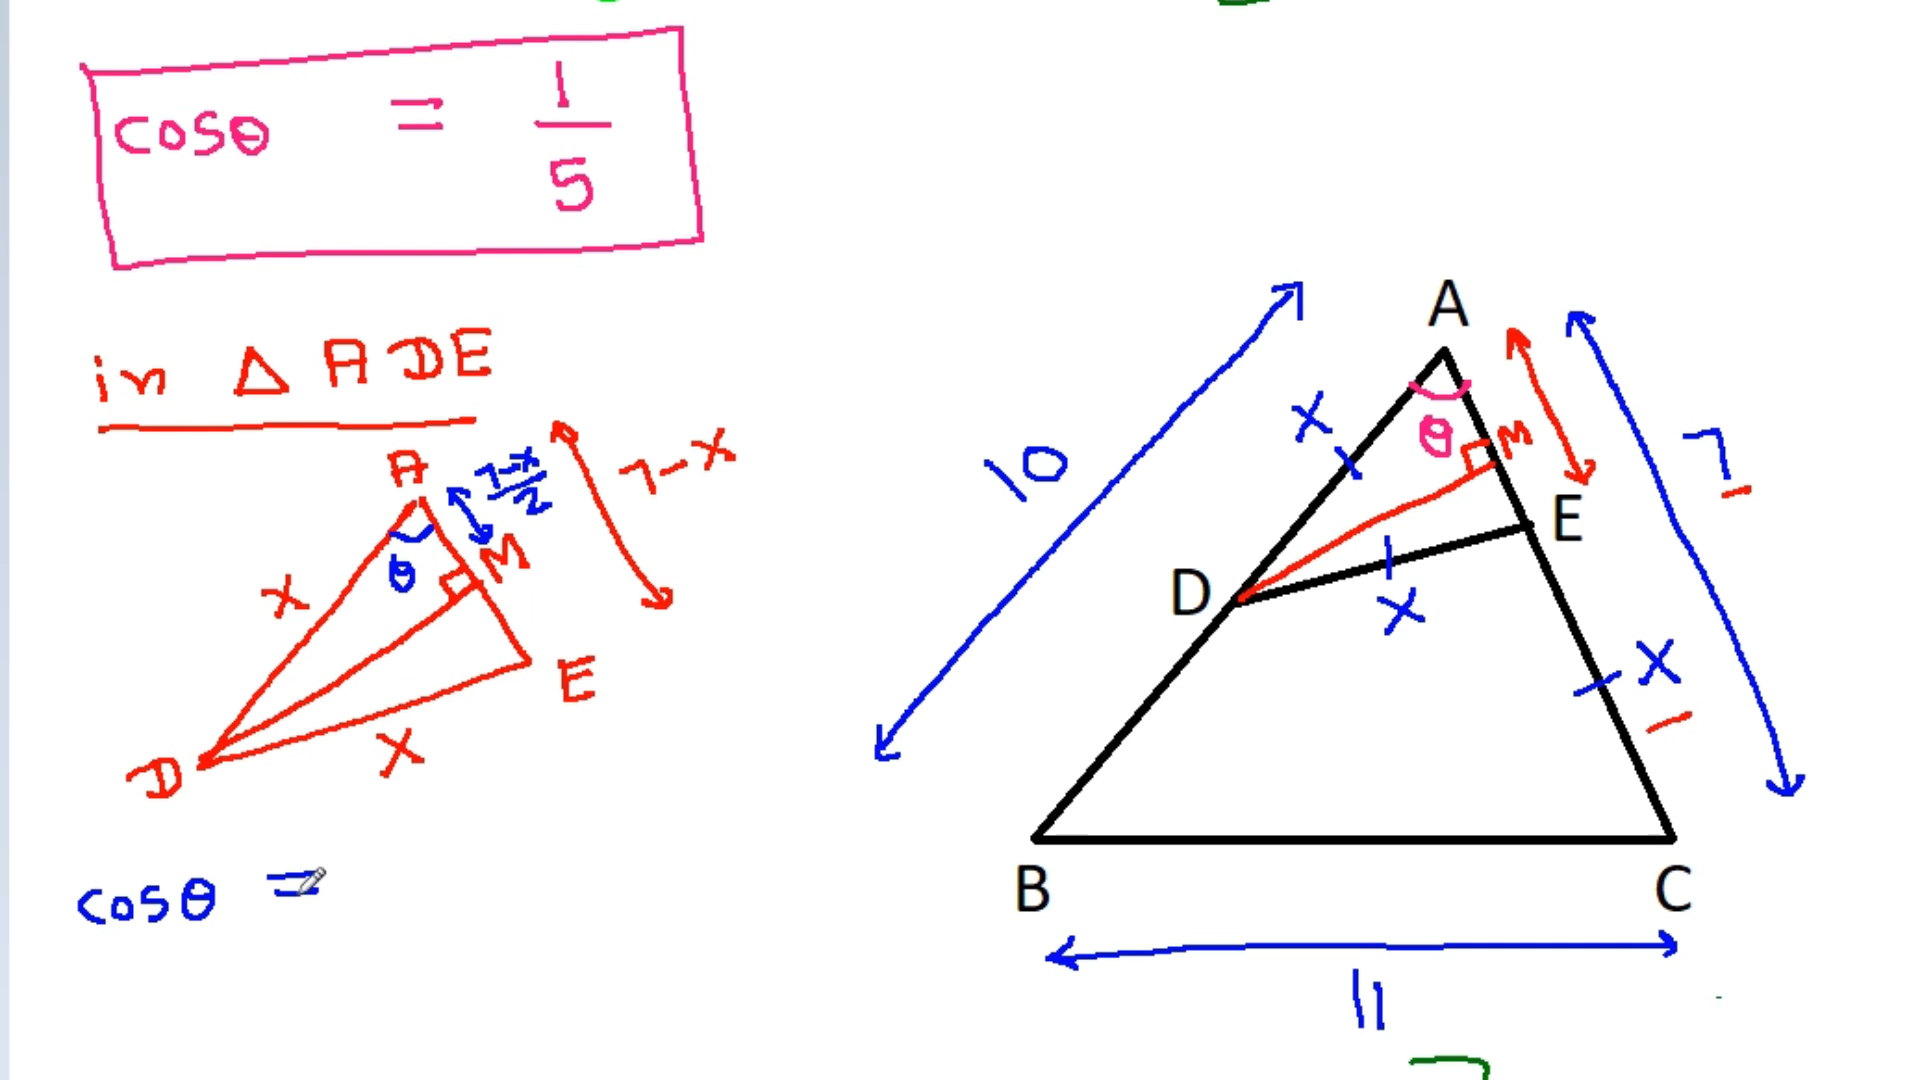 cosθ = 1/5
in Δ ADE
A
7-x/2
7-x
x
θ
M
E
x
D
cosθ =
A
10
x
θ
M
7
E
D
x
x
B
C
11